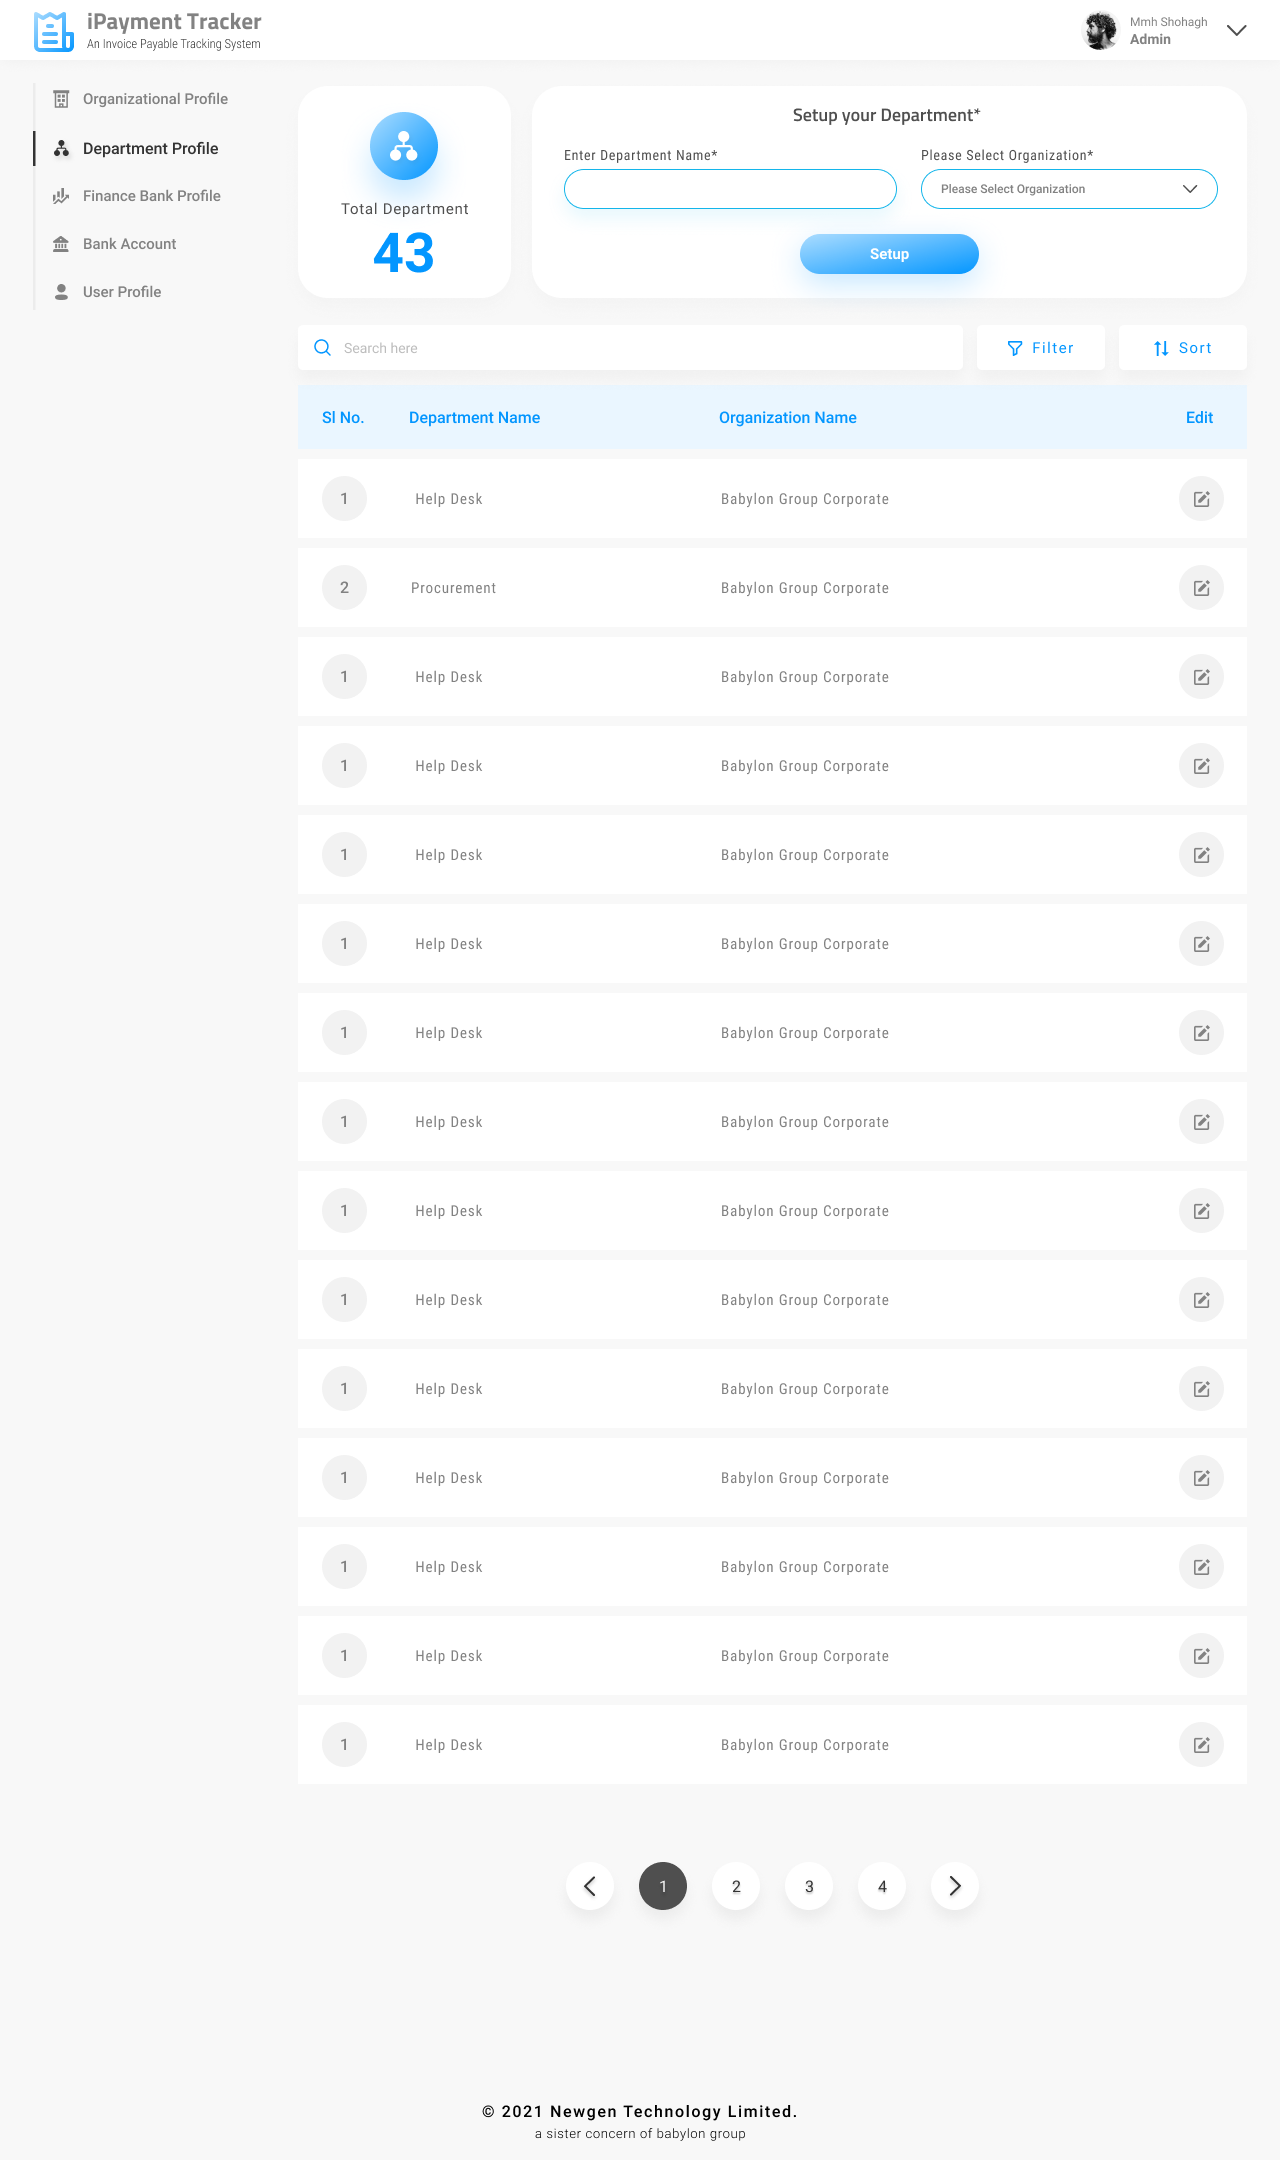 iPayment Tracker
An Invoice Payable Tracking System
Mmh Shohagh
Admin
Organizational Profile
Department Profile
Finance Bank Profile
Bank Account
User Profile
Total Department
43
Setup your Department*
Enter Department Name*
Please Select Organization*
Please Select Organization
Setup
Search here
Filter
Sort
Sl No. Department Name Organization Name Edit
1 Help Desk Babylon Group Corporate
2 Procurement Babylon Group Corporate
1 Help Desk Babylon Group Corporate
1 Help Desk Babylon Group Corporate
1 Help Desk Babylon Group Corporate
1 Help Desk Babylon Group Corporate
1 Help Desk Babylon Group Corporate
1 Help Desk Babylon Group Corporate
1 Help Desk Babylon Group Corporate
1 Help Desk Babylon Group Corporate
1 Help Desk Babylon Group Corporate
1 Help Desk Babylon Group Corporate
1 Help Desk Babylon Group Corporate
1 Help Desk Babylon Group Corporate
1 Help Desk Babylon Group Corporate
1 2 3 4
© 2021 Newgen Technology Limited.
a sister concern of babylon group